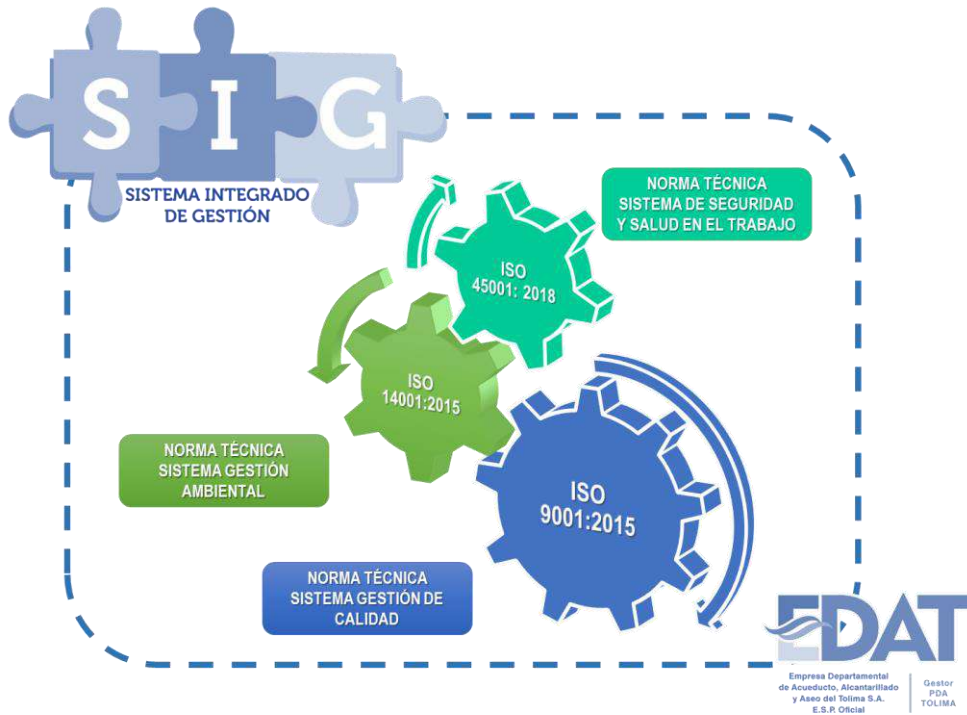 SIG
SISTEMA INTEGRADO
DE GESTIÓN
NORMA TÉCNICA
SISTEMA DE SEGURIDAD
Y SALUD EN EL TRABAJO
ISO
45001: 2018
ISO
14001:2015
NORMA TÉCNICA
SISTEMA GESTIÓN
AMBIENTAL
ISO
9001:2015
NORMA TÉCNICA
SISTEMA GESTIÓN DE
CALIDAD
EDAT
Empresa Departamental
de Acueducto, Alcantarillado
y Aseo del Tolima S.A.
E.S.P. Oficial
Gestor
PDA
TOLIMA